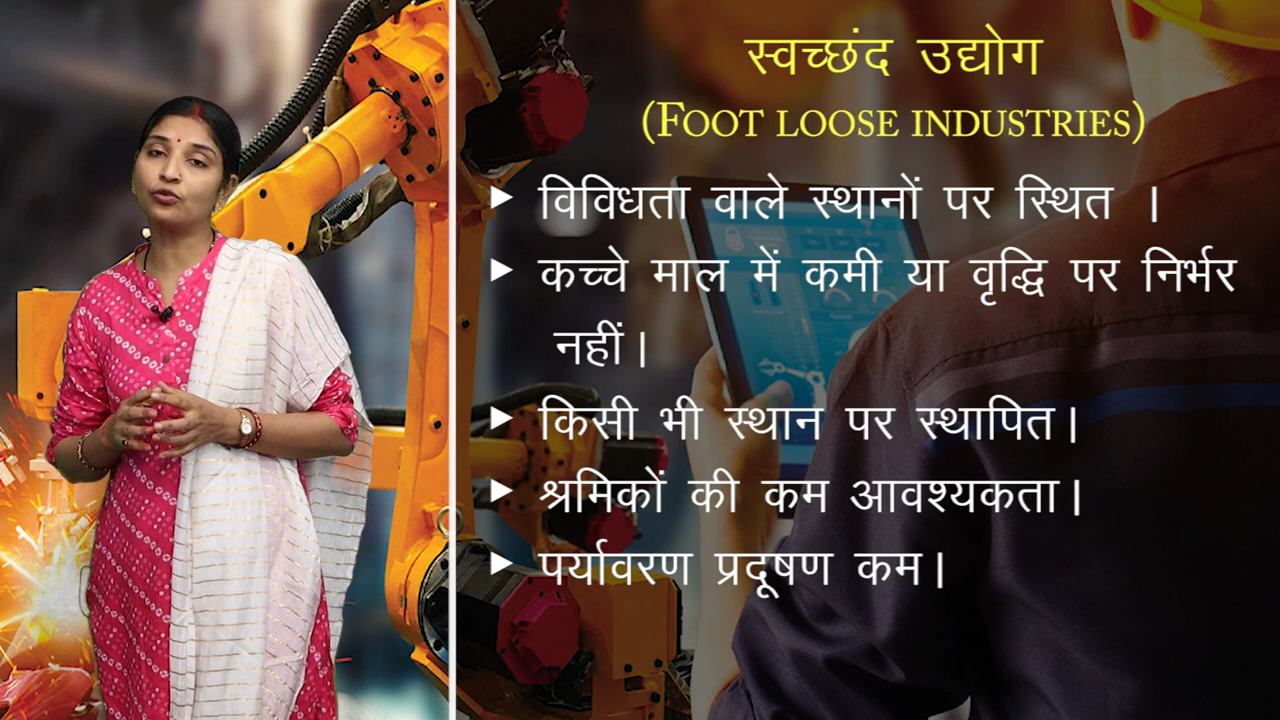 स्वच्छंद उद्योग
(FOOT LOOSE INDUSTRIES)
▶ विविधता वाले स्थानों पर स्थित ।
▶ कच्चे माल में कमी या वृद्धि पर निर्भर
नहीं।
▶ किसी भी स्थान पर स्थापित।
▶ श्रमिकों की कम आवश्यकता।
▶ पर्यावरण प्रदूषण कम।